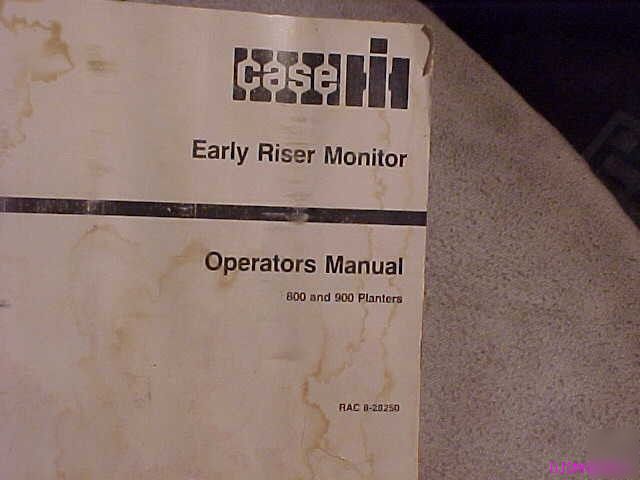 case IH
Early Riser Monitor
Operators Manual
800 and 900 Planters
RAC 8-28250